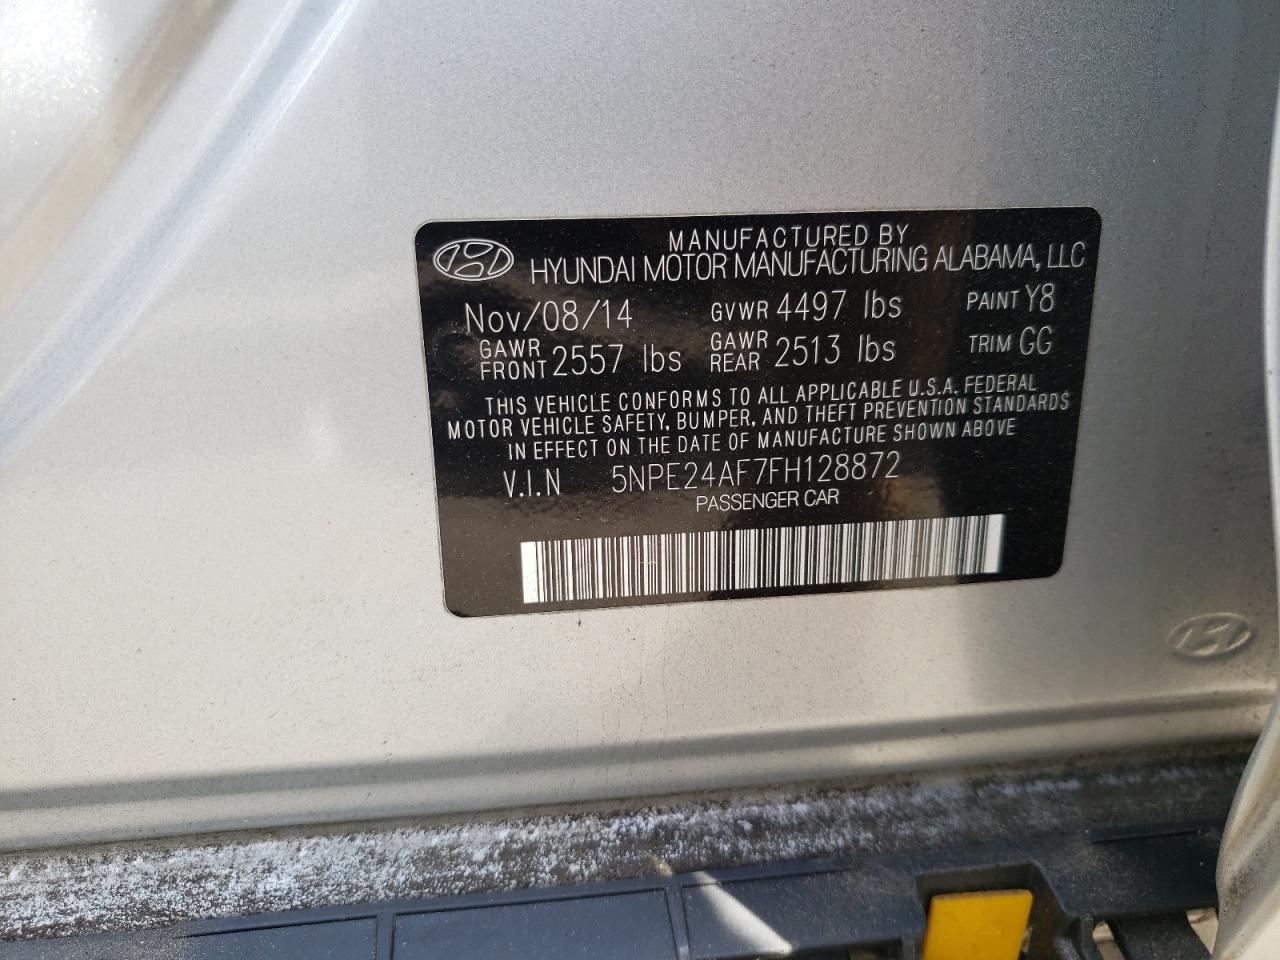 MANUFACTURED BY
HYUNDAI MOTOR MANUFACTURING ALABAMA, LLC
Nov/08/14 GVWR 4497 lbs PAINT Y8
GAWR FRONT 2557 lbs GAWR REAR 2513 lbs TRIM GG
THIS VEHICLE CONFORMS TO ALL APPLICABLE U.S.A. FEDERAL
MOTOR VEHICLE SAFETY, BUMPER, AND THEFT PREVENTION STANDARDS
IN EFFECT ON THE DATE OF MANUFACTURE SHOWN ABOVE
V.I.N 5NPE24AF7FH128872
PASSENGER CAR